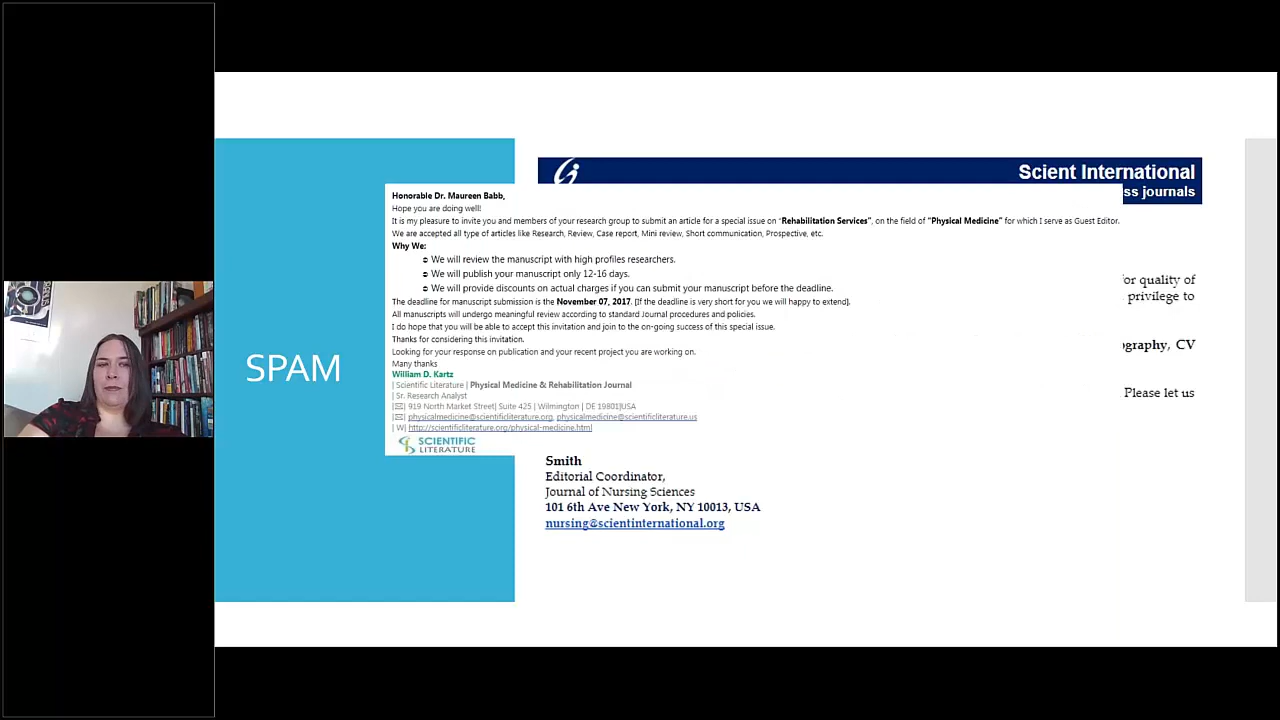 SPAM
Scient International
ss journals
Honorable Dr. Maureen Babb,
Hope you are doing well!
It is my pleasure to invite you and members of your research group to submit an article for a special issue on "Rehabilitation Services", on the field of "Physical Medicine" for which I serve as Guest Editor.
We are accepted all type of articles like Research, Review, Case report, Mini review, Short communication, Prospective, etc.
Why We:
➲ We will review the manuscript with high profiles researchers.
➲ We will publish your manuscript only 12-16 days.
➲ We will provide discounts on actual charges if you can submit your manuscript before the deadline.
The deadline for manuscript submission is the November 07, 2017. [If the deadline is very short for you we will happy to extend].
All manuscripts will undergo meaningful review according to standard Journal procedures and policies.
I do hope that you will be able to accept this invitation and join to the on-going success of this special issue.
Thanks for considering this invitation.
Looking for your response on publication and your recent project you are working on.
Many thanks
William D. Kartz
| Scientific Literature | Physical Medicine & Rehabilitation Journal
| Sr. Research Analyst
|✉| 919 North Market Street| Suite 425 | Wilmington | DE 19801|USA
|✉| physicalmedicine@scientificliterature.org, physicalmedicine@scientificliterature.us
| W| http://scientificliterature.org/physical-medicine.html
SCIENTIFIC
LITERATURE
for quality of
privilege to
ography, CV
Please let us
Smith
Editorial Coordinator,
Journal of Nursing Sciences
101 6th Ave New York, NY 10013, USA
nursing@scientinternational.org